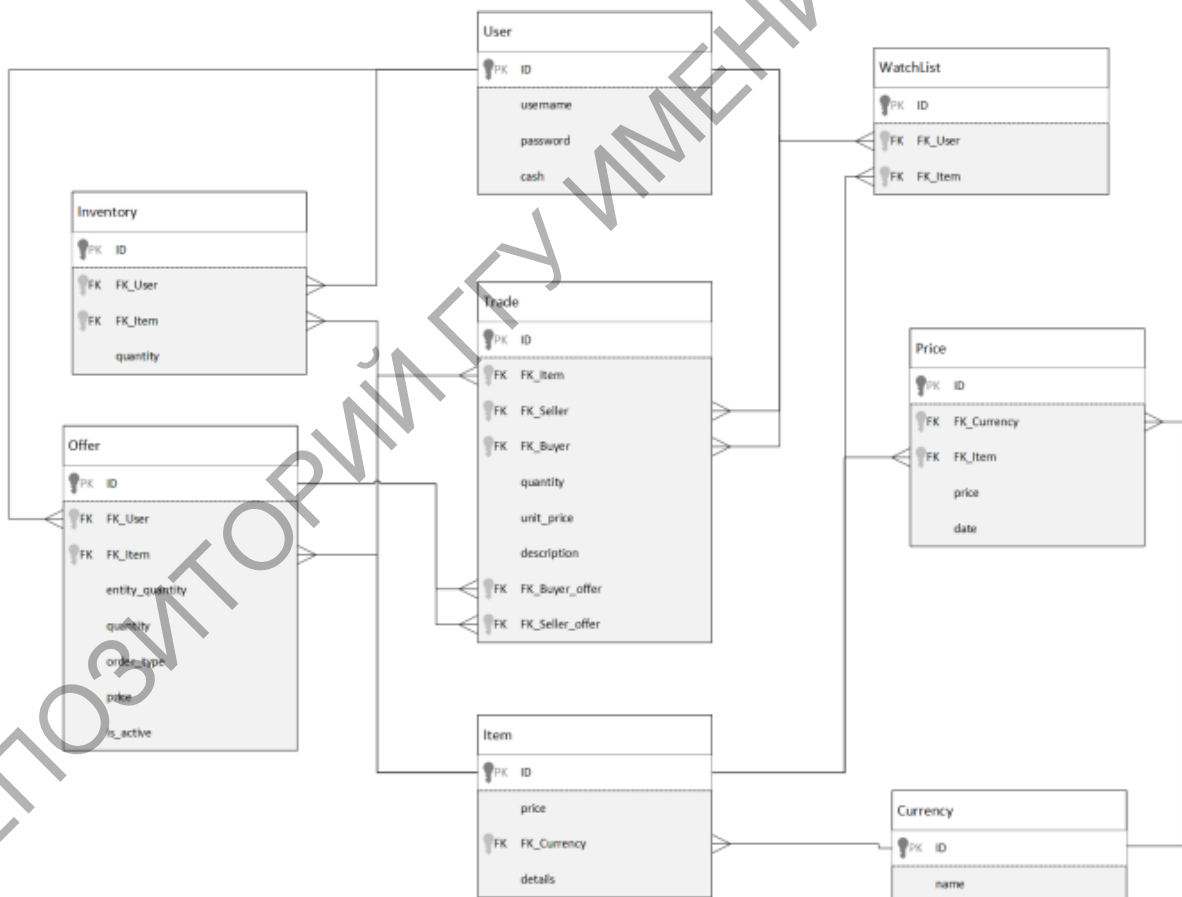 User
PK ID
username
password
cash
WatchList
PK ID
FK FK_User
FK FK_Item
Inventory
PK ID
FK FK_User
FK FK_Item
quantity
Trade
PK ID
FK FK_Item
FK FK_Seller
FK FK_Buyer
quantity
unit_price
description
FK FK_Buyer_offer
FK FK_Seller_offer
Price
PK ID
FK FK_Currency
FK FK_Item
price
date
Offer
PK ID
FK FK_User
FK FK_Item
entity_quantity
quantity
order_type
price
is_active
Item
PK ID
price
FK FK_Currency
details
Currency
PK ID
name
ЕПОЗИТОРИЙ ГГУ ИМЕНИ